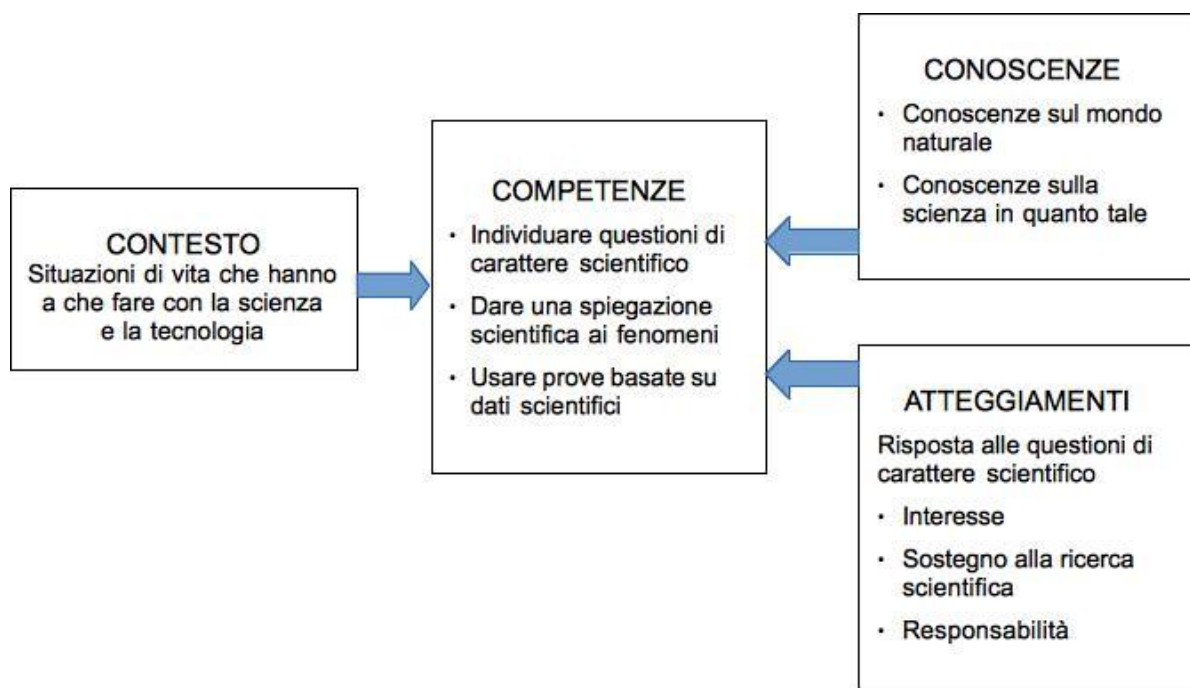 CONTESTO
Situazioni di vita che hanno
a che fare con la scienza
e la tecnologia
COMPETENZE
· Individuare questioni di
carattere scientifico
· Dare una spiegazione
scientifica ai fenomeni
· Usare prove basate su
dati scientifici
CONOSCENZE
· Conoscenze sul mondo
naturale
· Conoscenze sulla
scienza in quanto tale
ATTEGGIAMENTI
Risposta alle questioni di
carattere scientifico
· Interesse
· Sostegno alla ricerca
scientifica
· Responsabilità